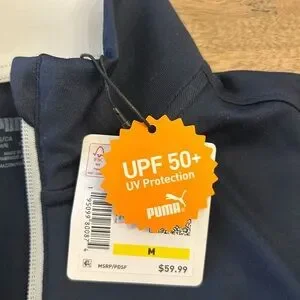 UPF 50+
UV Protection
PUMA
M
MSRP/PDSF
$59.99